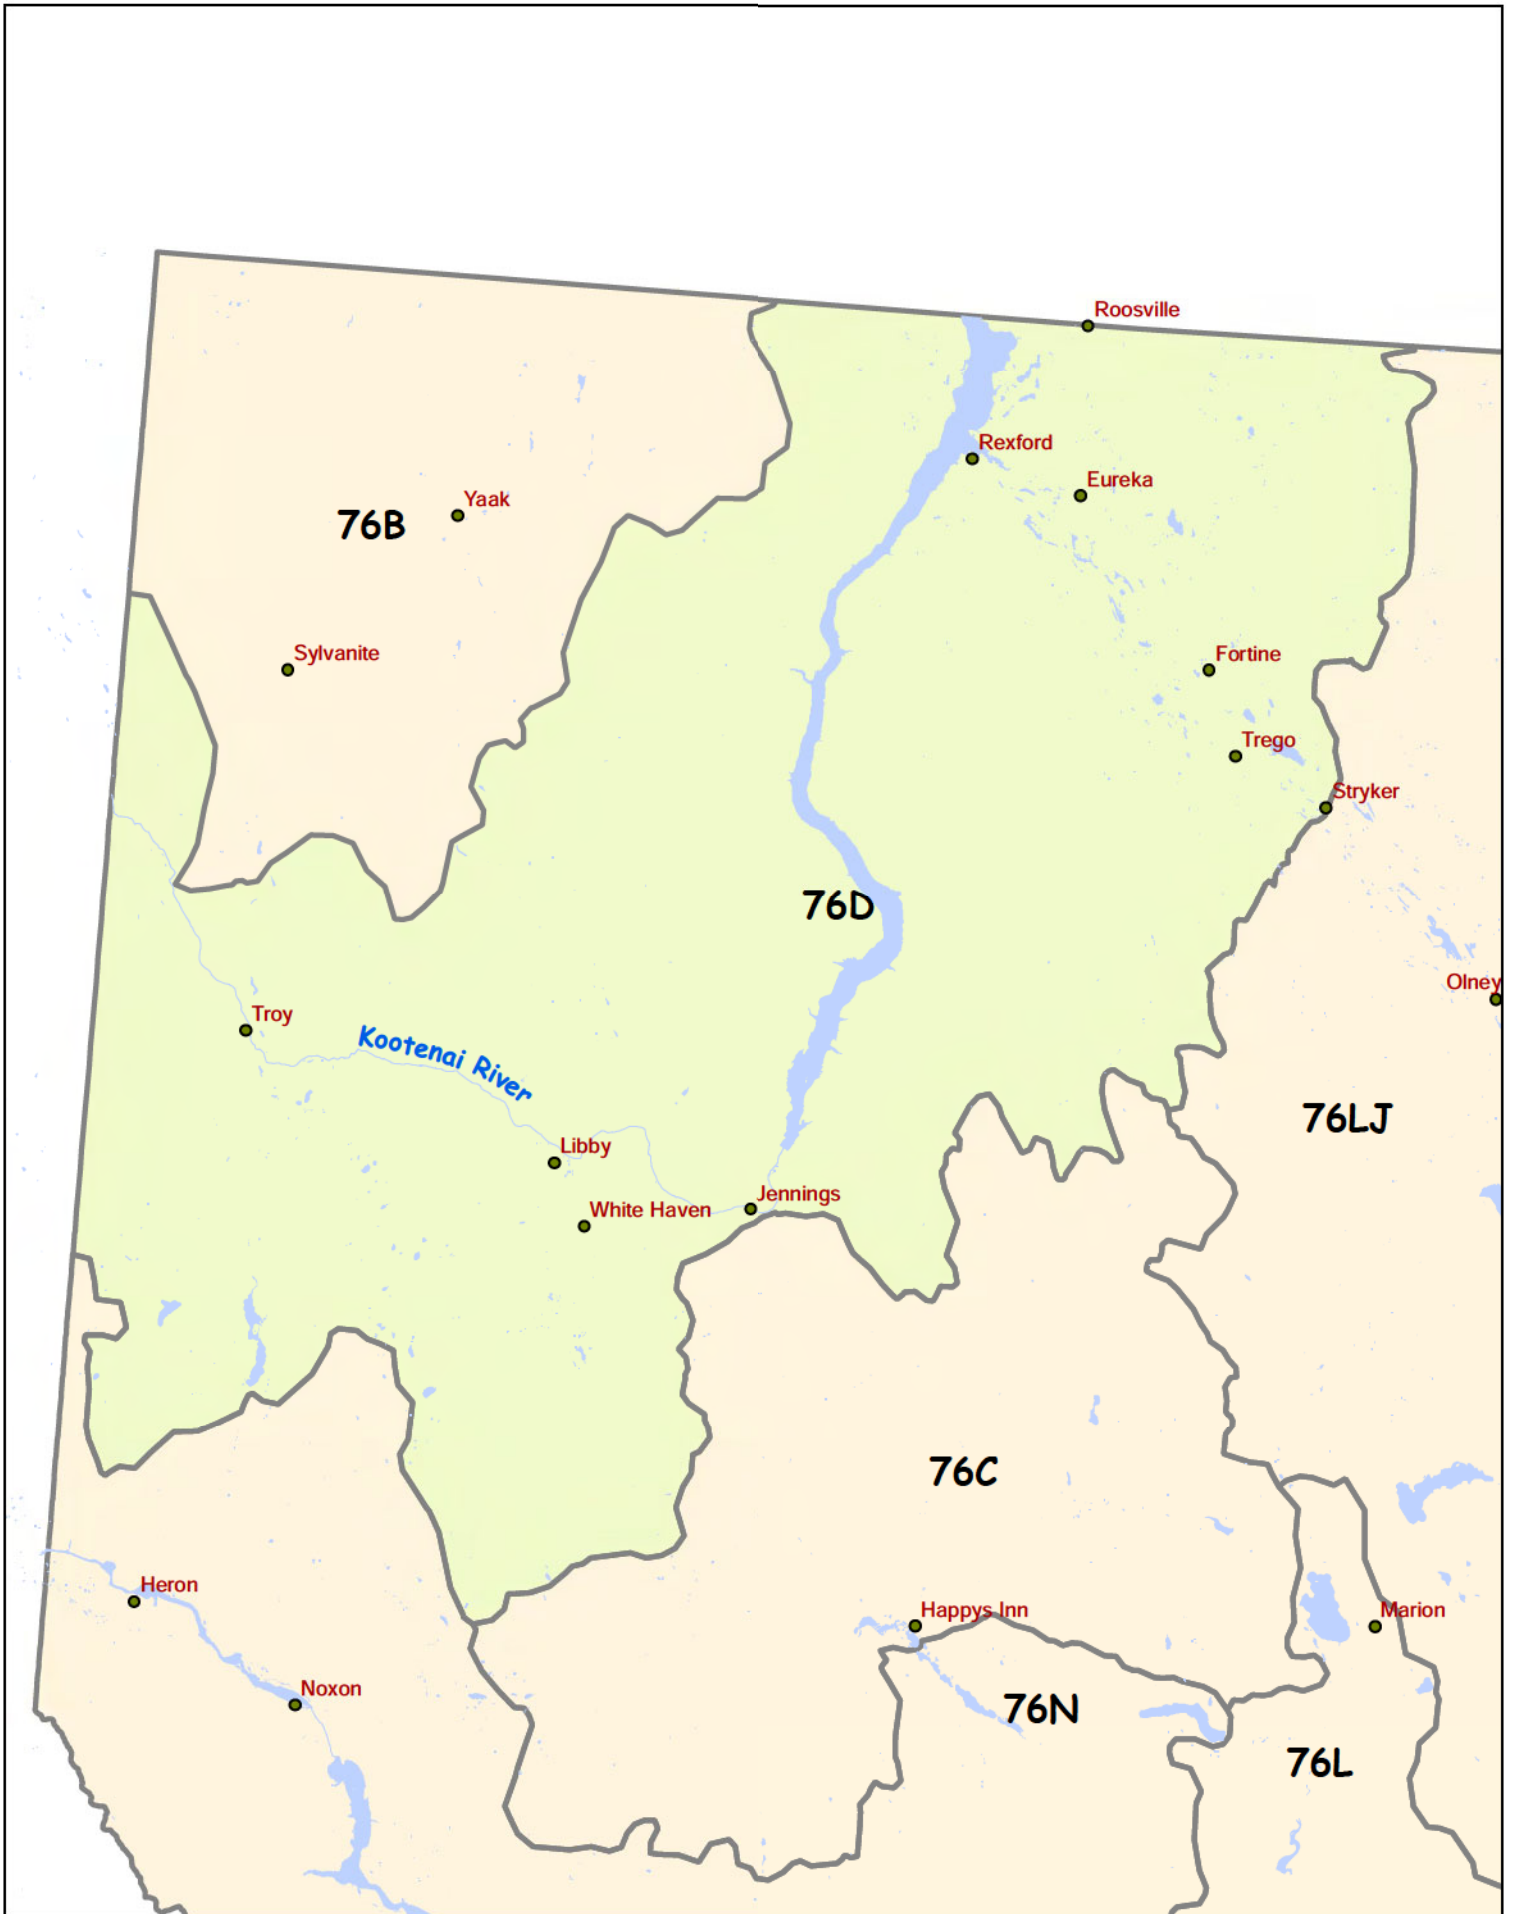 Roosville
Rexford
Eureka
Yaak
76B
Sylvanite
Fortine
Trego
Stryker
76D
Olney
Troy
Kootenai River
76LJ
Libby
Jennings
White Haven
76C
Heron
Happys Inn
Marion
Noxon
76N
76L